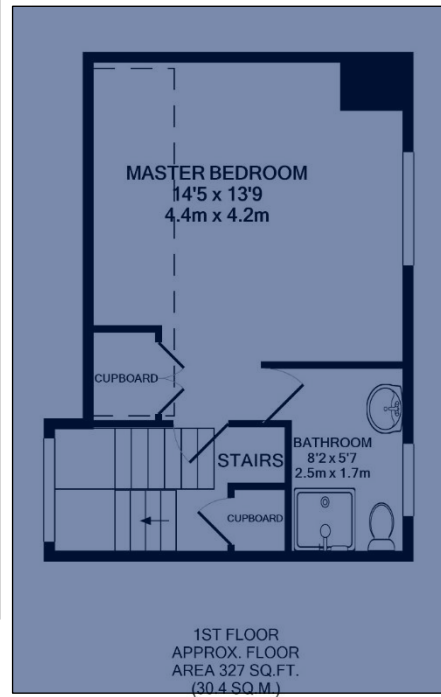 MASTER BEDROOM
14'5 x 13'9
4.4m x 4.2m
CUPBOARD
BATHROOM
8'2 x 5'7
2.5m x 1.7m
STAIRS
CUPBOARD
1ST FLOOR
APPROX. FLOOR
AREA 327 SQ.FT.
(30.4 SQ.M.)